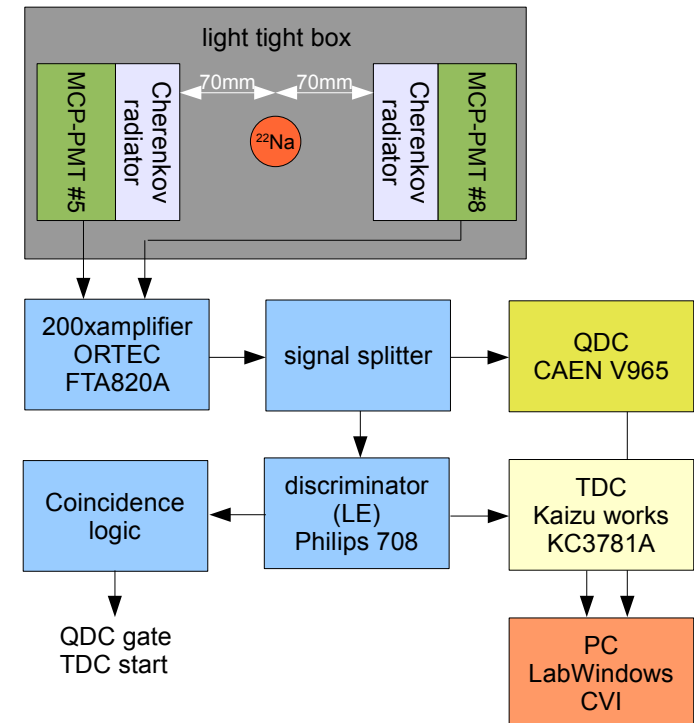 light tight box
MCP-PMT #5
Cherenkov
radiator
70mm
70mm
²²Na
Cherenkov
radiator
MCP-PMT #8
200xamplifier
ORTEC
FTA820A
signal splitter
QDC
CAEN V965
Coincidence
logic
discriminator
(LE)
Philips 708
TDC
Kaizu works
KC3781A
QDC gate
TDC start
PC
LabWindows
CVI